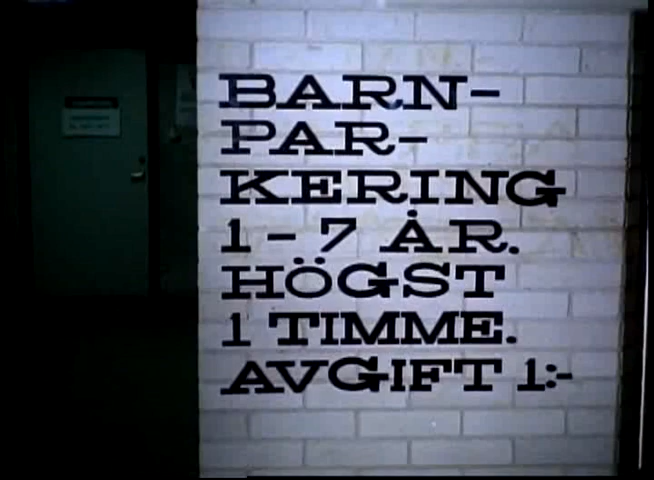 BARN-
PAR-
KERING
1-7 ÅR.
HÖGST
1 TIMME.
AVGIFT 1:-